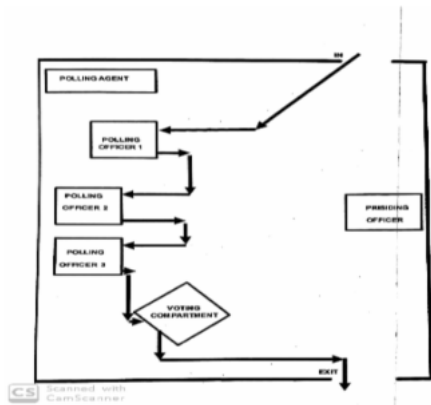 IN
POLLING AGENT
POLLING
OFFICER 1
POLLING
OFFICER 2
PRESIDING
OFFICER
POLLING
OFFICER 3
VOTING
COMPARTMENT
EXIT
CS Scanned with
CamScanner